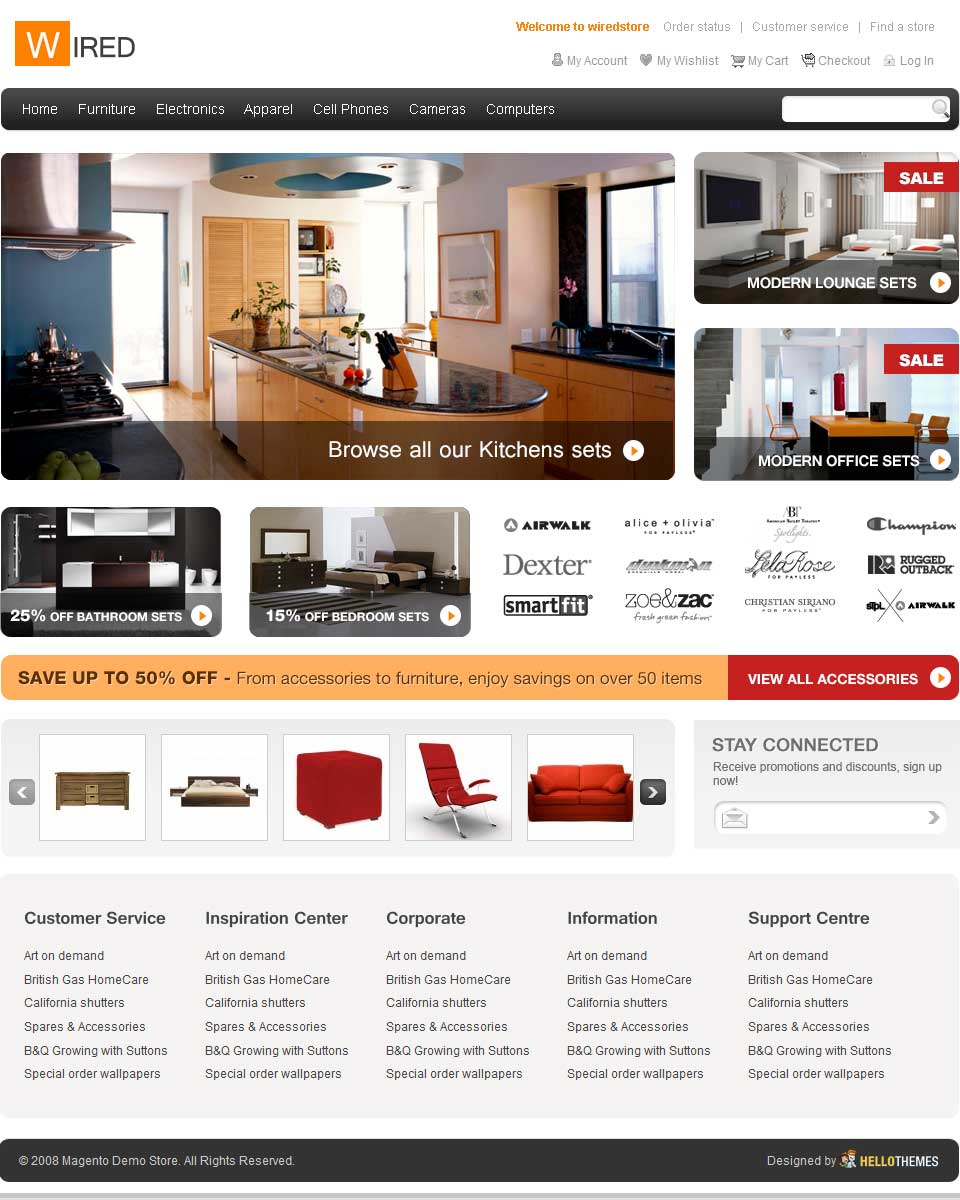 WIRED
Welcome to wiredstore Order status | Customer service | Find a store
My Account My Wishlist My Cart Checkout Log In
Home Furniture Electronics Apparel Cell Phones Cameras Computers
SALE
MODERN LOUNGE SETS
SALE
MODERN OFFICE SETS
Browse all our Kitchens sets
25% OFF BATHROOM SETS
15% OFF BEDROOM SETS
AIRWALK
alice + olivia
FOR PAYLESS
ABT
AMERICAN BALLET THEATRE
Spotlights
Champion
Dexter
Lela Rose
FOR PAYLESS
RUGGED OUTBACK
smartfit
zoe&zac
fresh green fashion
CHRISTIAN SIRIANO
FOR PAYLESS
STPL X AIRWALK
SAVE UP TO 50% OFF - From accessories to furniture, enjoy savings on over 50 items
VIEW ALL ACCESSORIES
STAY CONNECTED
Receive promotions and discounts, sign up
now!
Customer Service Inspiration Center Corporate Information Support Centre
Art on demand Art on demand Art on demand Art on demand Art on demand
British Gas HomeCare British Gas HomeCare British Gas HomeCare British Gas HomeCare British Gas HomeCare
California shutters California shutters California shutters California shutters California shutters
Spares & Accessories Spares & Accessories Spares & Accessories Spares & Accessories Spares & Accessories
B&Q Growing with Suttons B&Q Growing with Suttons B&Q Growing with Suttons B&Q Growing with Suttons B&Q Growing with Suttons
Special order wallpapers Special order wallpapers Special order wallpapers Special order wallpapers Special order wallpapers
© 2008 Magento Demo Store. All Rights Reserved.
Designed by HELLOTHEMES